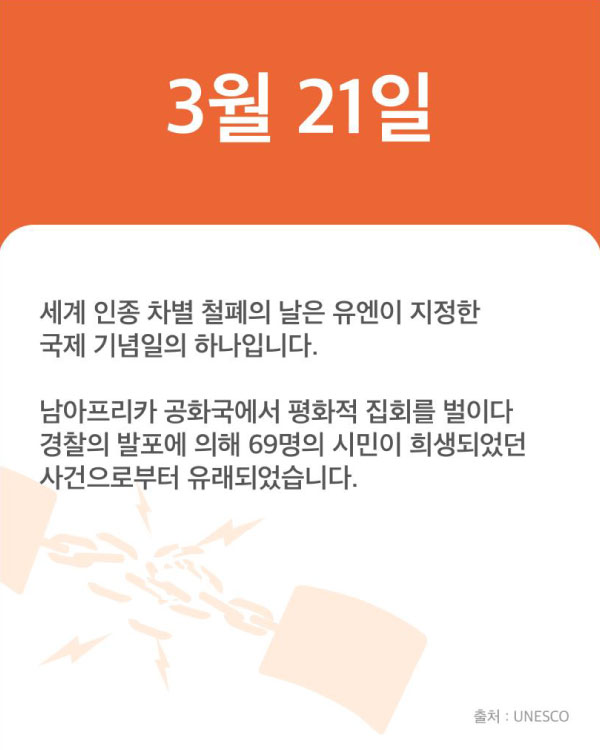 3월 21일
세계 인종 차별 철폐의 날은 유엔이 지정한
국제 기념일의 하나입니다.
남아프리카 공화국에서 평화적 집회를 벌이다
경찰의 발포에 의해 69명의 시민이 희생되었던
사건으로부터 유래되었습니다.
출처 : UNESCO